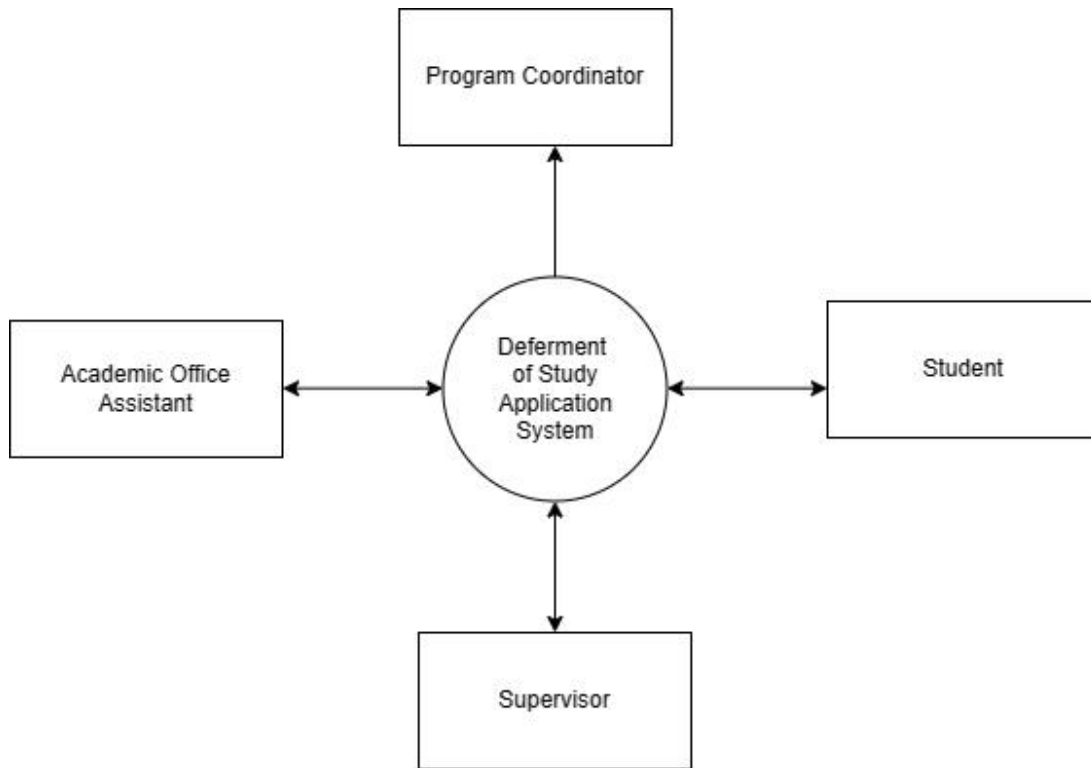 Program Coordinator
Deferment
of Study
Application
System
Academic Office
Assistant
Student
Supervisor